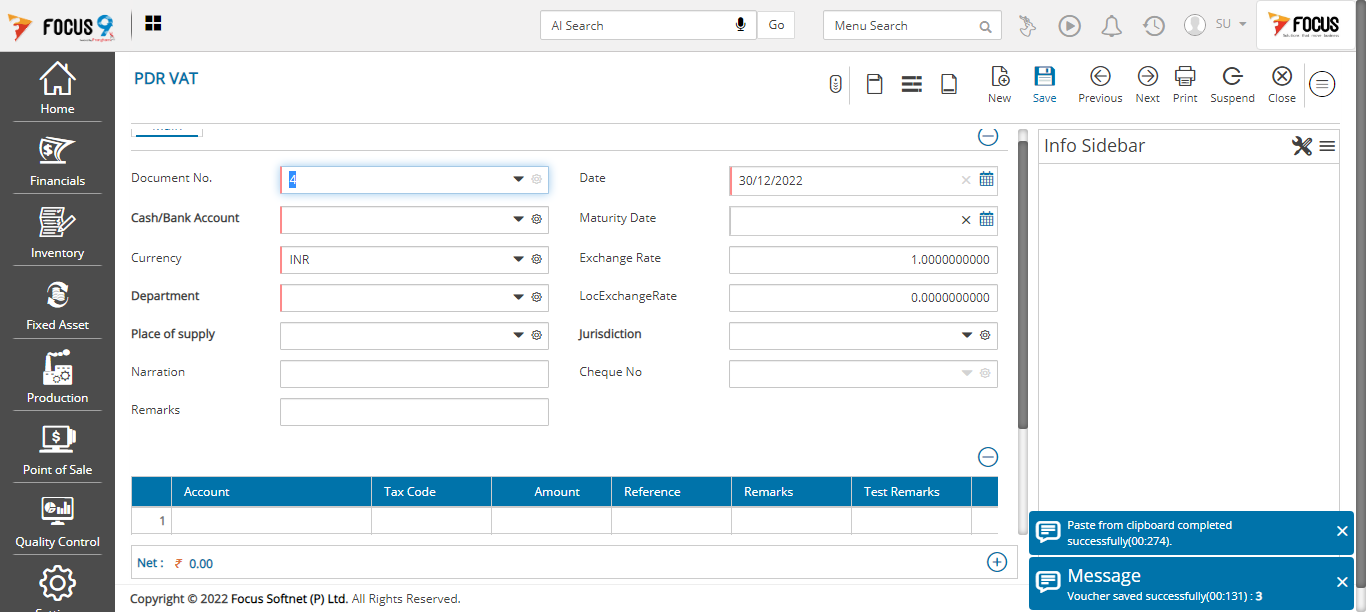 FOCUS 9
AI Search
Go
Menu Search
SU
FOCUS
Home
Financials
Inventory
Fixed Asset
Production
Point of Sale
Quality Control
PDR VAT
New
Save
Previous
Next
Print
Suspend
Close
Document No.
4
Date
30/12/2022
Cash/Bank Account
Maturity Date
Currency
INR
Exchange Rate
1.0000000000
Department
LocExchangeRate
0.0000000000
Place of supply
Jurisdiction
Narration
Cheque No
Remarks
Account
Tax Code
Amount
Reference
Remarks
Test Remarks
1
Net : ₹ 0.00
Info Sidebar
Paste from clipboard completed
successfully(00:274).
Message
Voucher saved successfully(00:131) : 3
Copyright © 2022 Focus Softnet (P) Ltd. All Rights Reserved.